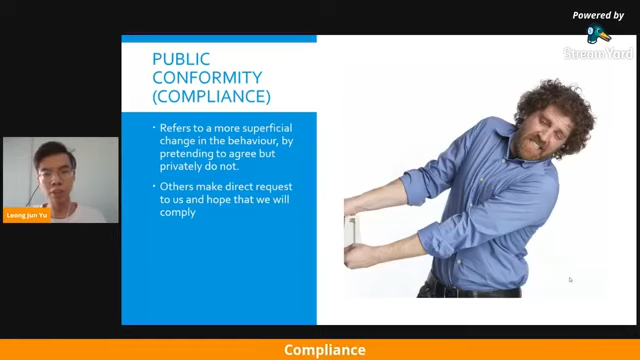 Powered by
StreamYard
PUBLIC
CONFORMITY
(COMPLIANCE)
• Refers to a more superficial
change in the behaviour, by
pretending to agree but
privately do not.
• Others make direct request
to us and hope that we will
comply
Leong Jun Yu
Compliance